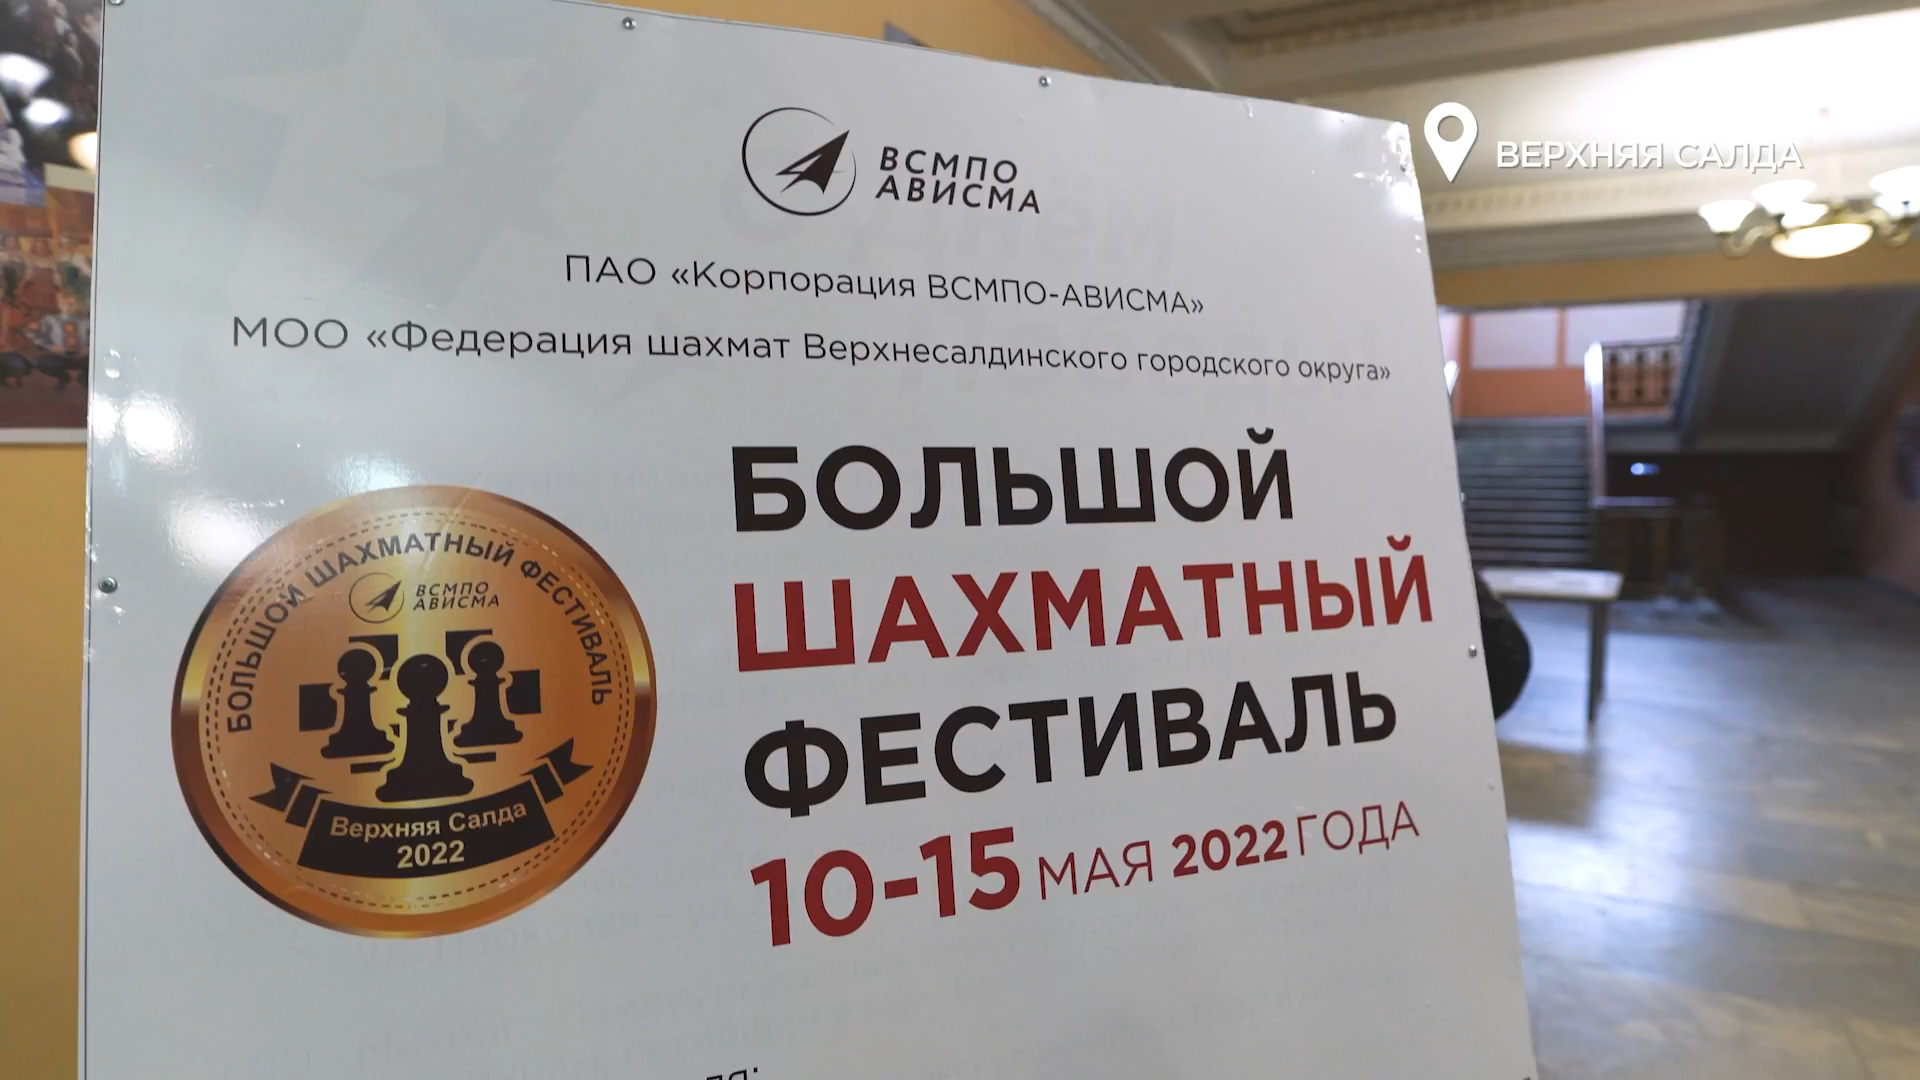 ВЕРХНЯЯ САЛДА
ВСМПО
АВИСМА
ПАО «Корпорация ВСМПО-АВИСМА»
МОО «Федерация шахмат Верхнесалдинского городского округа»
БОЛЬШОЙ
ШАХМАТНЫЙ
ФЕСТИВАЛЬ
10-15 МАЯ 2022 ГОДА
БОЛЬШОЙ ШАХМАТНЫЙ ФЕСТИВАЛЬ
ВСМПО
АВИСМА
Верхняя Салда
2022